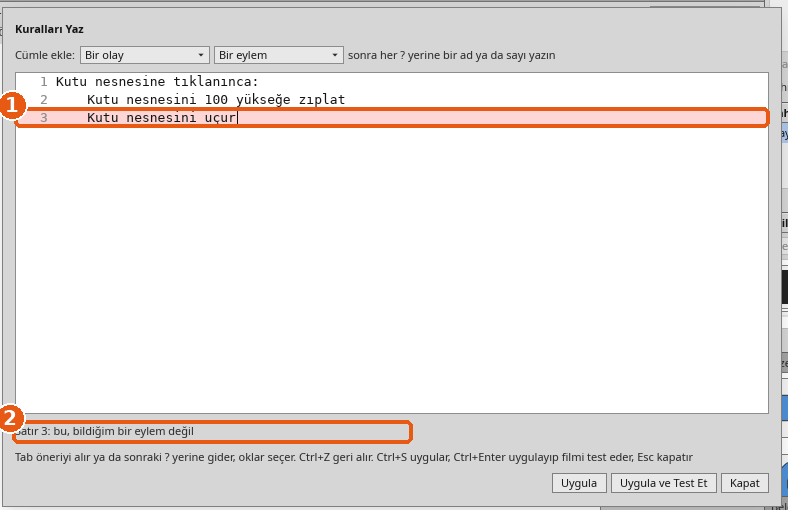 Kuralları Yaz
Cümle ekle: Bir olay Bir eylem sonra her ? yerine bir ad ya da sayı yazın
1 Kutu nesnesine tıklanınca:
1
2 Kutu nesnesini 100 yükseğe zıplat
3 Kutu nesnesini uçur
2
Satır 3: bu, bildiğim bir eylem değil
Tab öneriyi alır ya da sonraki ? yerine gider, oklar seçer. Ctrl+Z geri alır. Ctrl+S uygular, Ctrl+Enter uygulayıp filmi test eder, Esc kapatır
Uygula Uygula ve Test Et Kapat